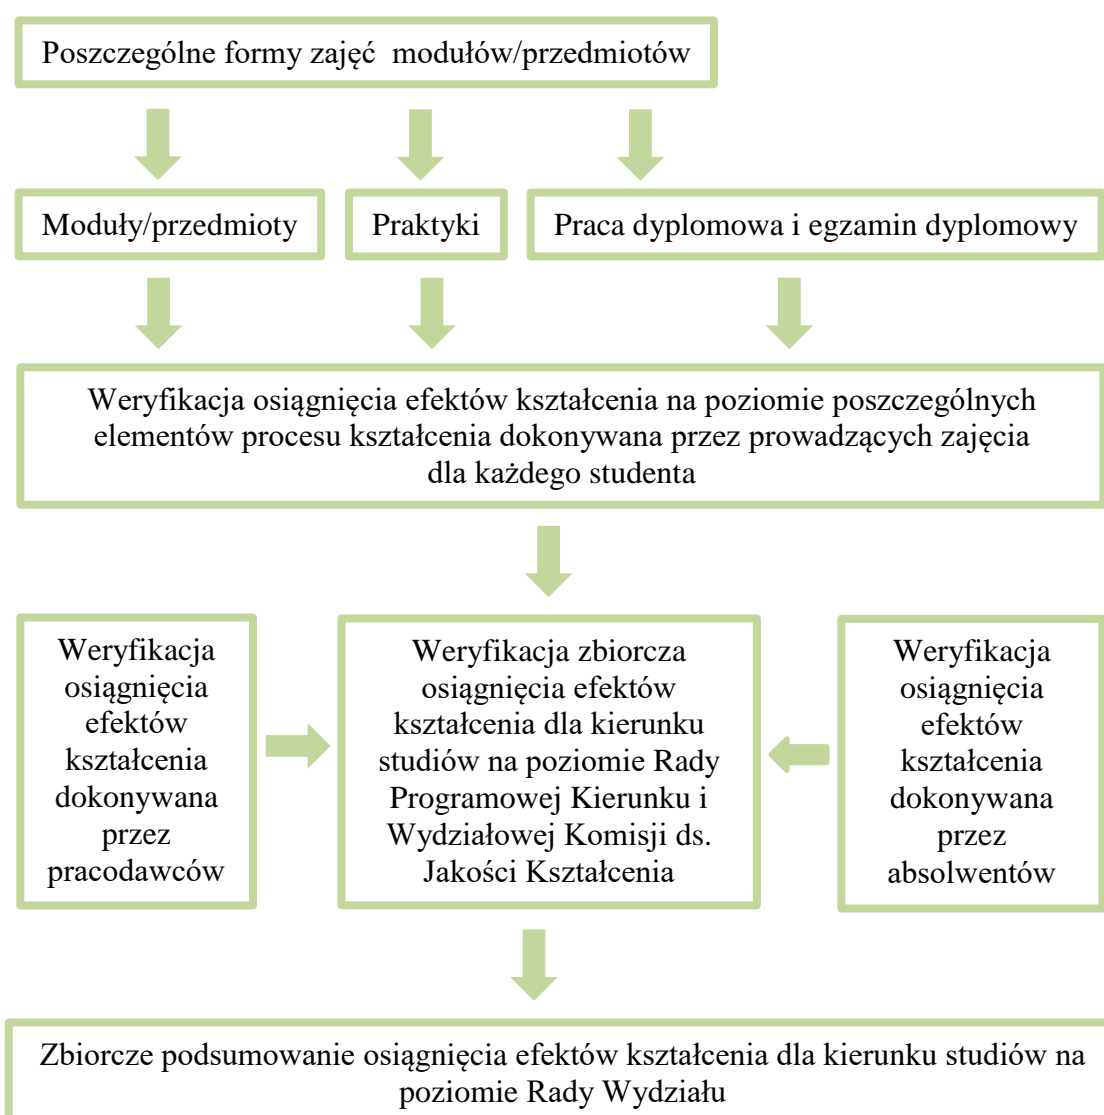 Poszczególne formy zajęć modułów/przedmiotów
Moduły/przedmioty
Praktyki
Praca dyplomowa i egzamin dyplomowy
Weryfikacja osiągnięcia efektów kształcenia na poziomie poszczególnych
elementów procesu kształcenia dokonywana przez prowadzących zajęcia
dla każdego studenta
Weryfikacja
osiągnięcia
efektów
kształcenia
dokonywana
przez
pracodawców
Weryfikacja zbiorcza
osiągnięcia efektów
kształcenia dla kierunku
studiów na poziomie Rady
Programowej Kierunku i
Wydziałowej Komisji ds.
Jakości Kształcenia
Weryfikacja
osiągnięcia
efektów
kształcenia
dokonywana
przez
absolwentów
Zbiorcze podsumowanie osiągnięcia efektów kształcenia dla kierunku studiów na
poziomie Rady Wydziału